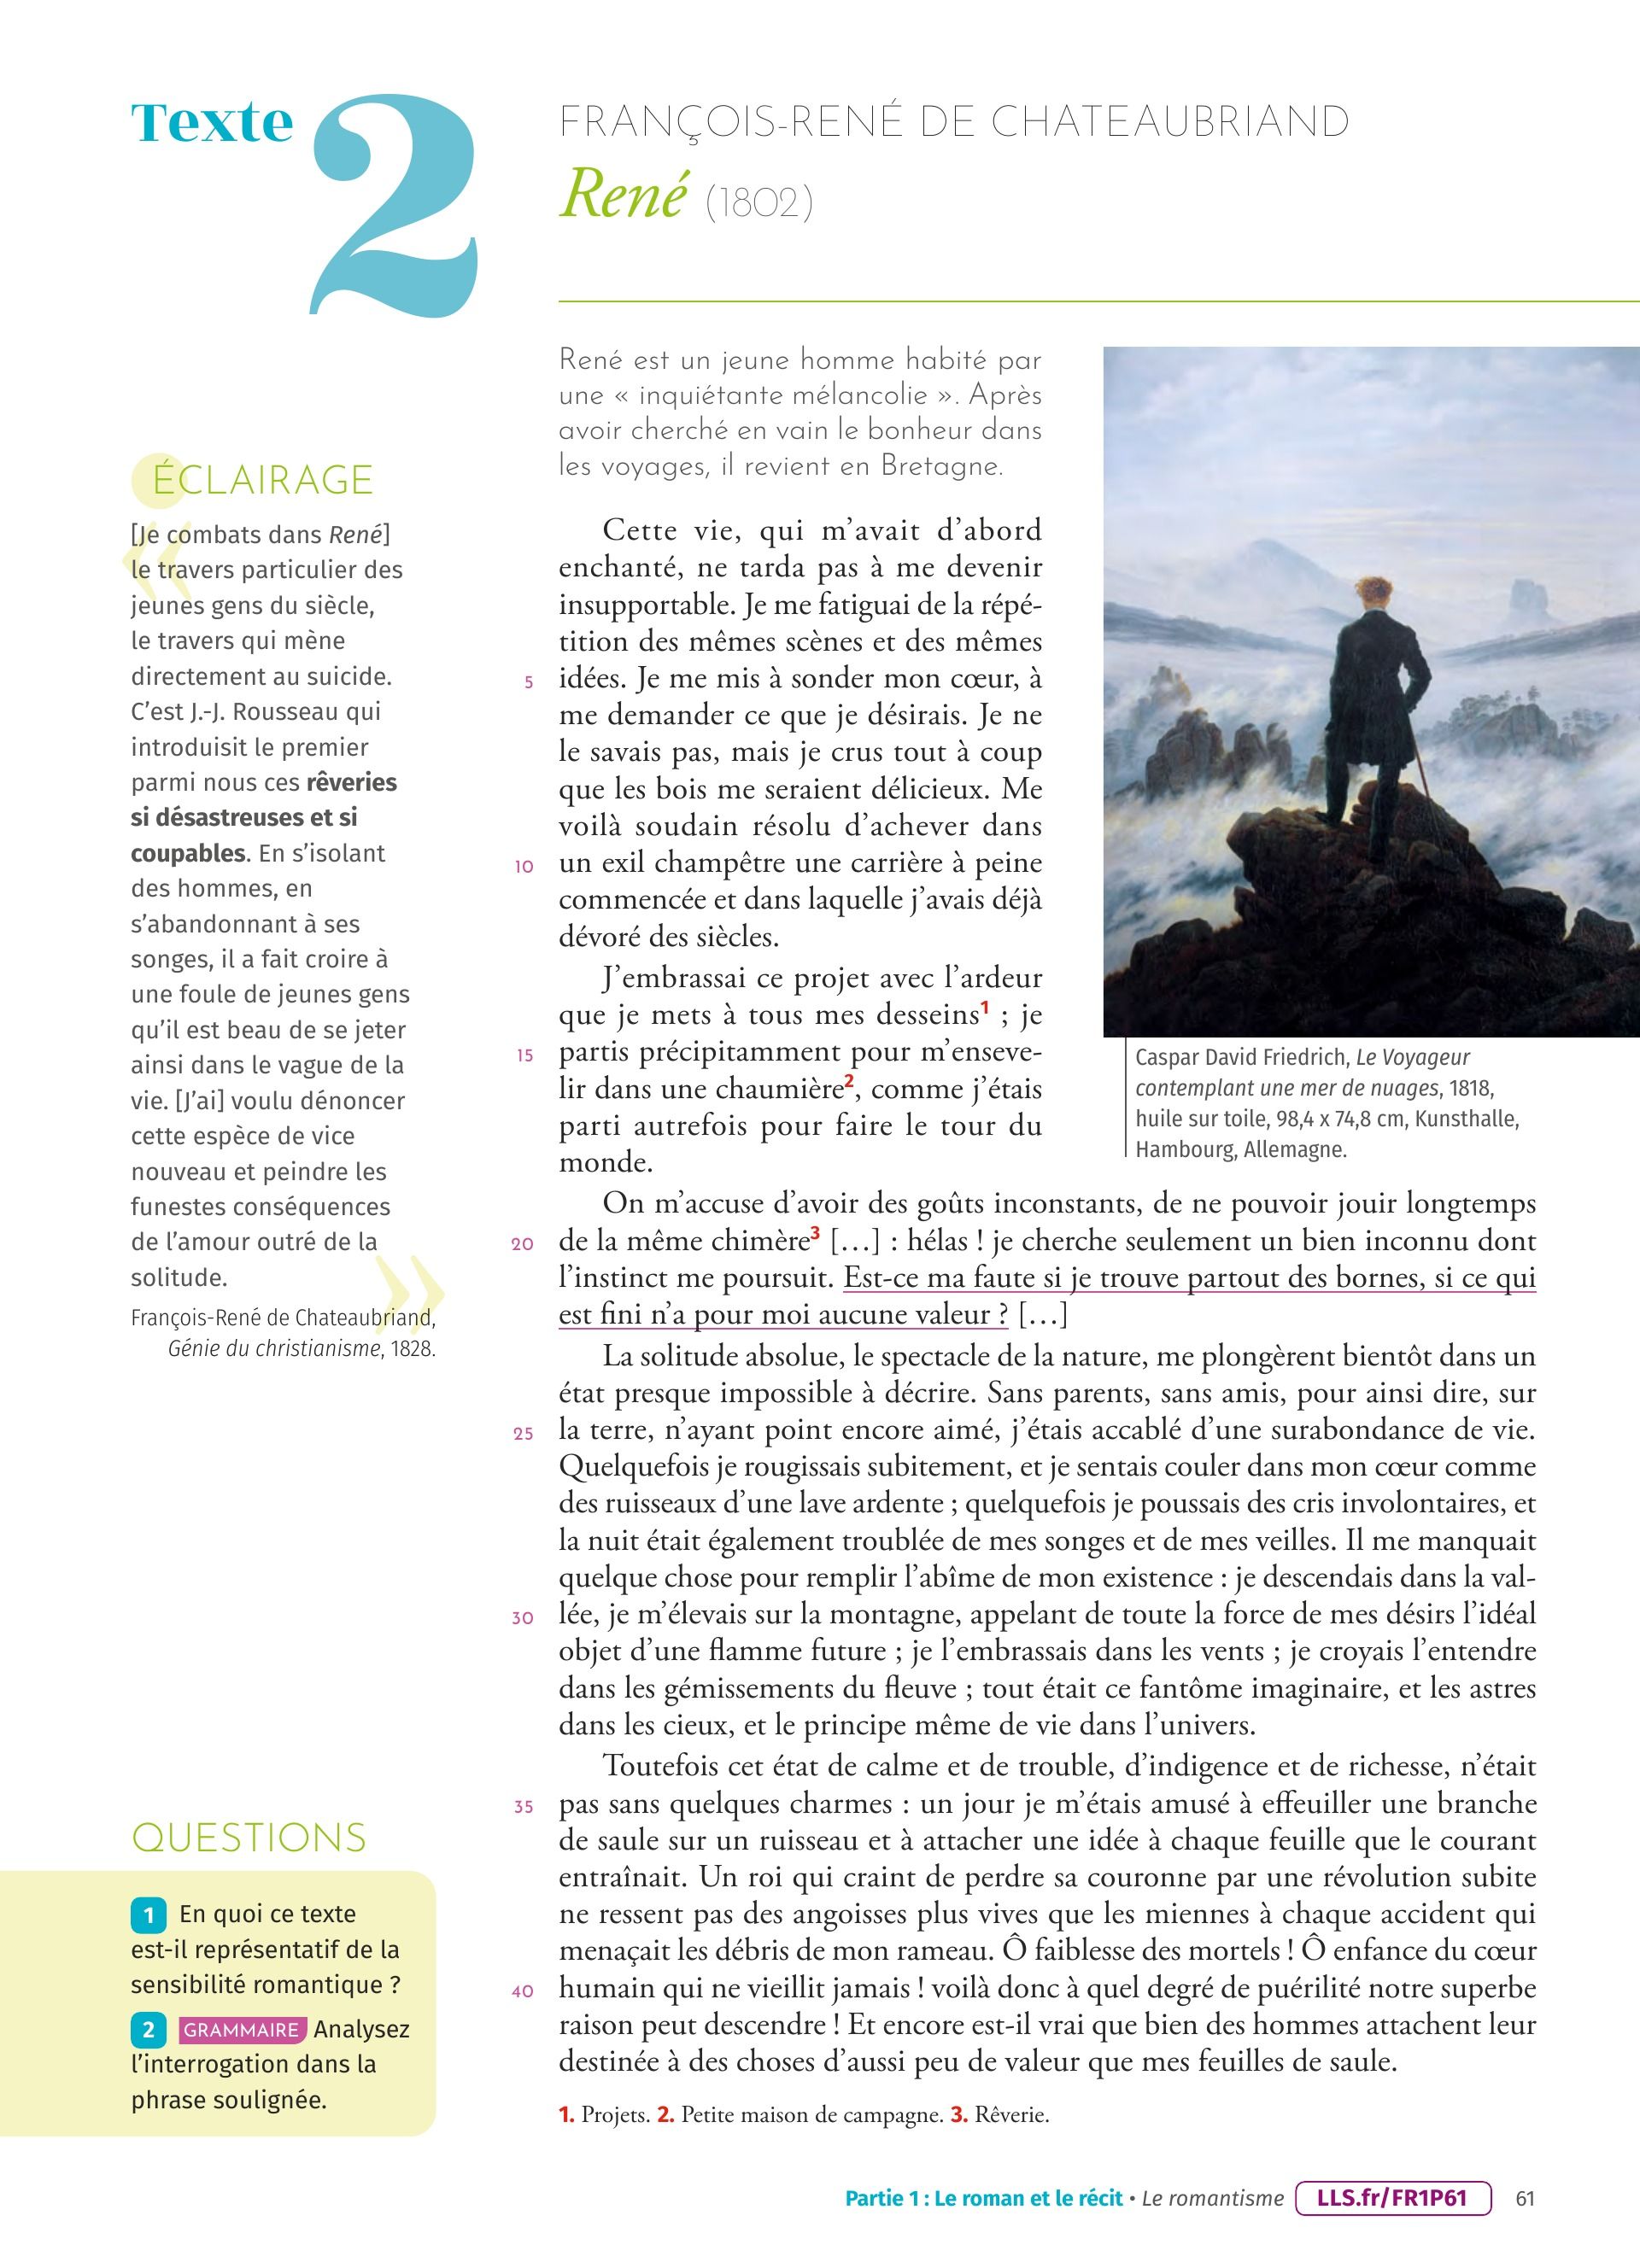 Texte 2
FRANÇOIS-RENÉ DE CHATEAUBRIAND
René (1802)
René est un jeune homme habité par
une « inquiétante mélancolie ». Après
avoir cherché en vain le bonheur dans
les voyages, il revient en Bretagne.
ÉCLAIRAGE
«
[Je combats dans René]
le travers particulier des
jeunes gens du siècle,
le travers qui mène
directement au suicide.
C’est J.-J. Rousseau qui
introduisit le premier
parmi nous ces rêveries
si désastreuses et si
coupables. En s’isolant
des hommes, en
s’abandonnant à ses
songes, il a fait croire à
une foule de jeunes gens
qu’il est beau de se jeter
ainsi dans le vague de la
vie. [J’ai] voulu dénoncer
cette espèce de vice
nouveau et peindre les
funestes conséquences
de l’amour outré de la
solitude.
»
François-René de Chateaubriand,
Génie du christianisme, 1828.
Cette vie, qui m’avait d’abord
enchanté, ne tarda pas à me devenir
insupportable. Je me fatiguai de la répé-
tition des mêmes scènes et des mêmes
5 idées. Je me mis à sonder mon cœur, à
me demander ce que je désirais. Je ne
le savais pas, mais je crus tout à coup
que les bois me seraient délicieux. Me
voilà soudain résolu d’achever dans
10 un exil champêtre une carrière à peine
commencée et dans laquelle j’avais déjà
dévoré des siècles.
J’embrassai ce projet avec l’ardeur
que je mets à tous mes desseins1 ; je
15 partis précipitamment pour m’enseve-
lir dans une chaumière2, comme j’étais
parti autrefois pour faire le tour du
monde.
Caspar David Friedrich, Le Voyageur
contemplant une mer de nuages, 1818,
huile sur toile, 98,4 x 74,8 cm, Kunsthalle,
Hambourg, Allemagne.
On m’accuse d’avoir des goûts inconstants, de ne pouvoir jouir longtemps
20 de la même chimère3 […] : hélas ! je cherche seulement un bien inconnu dont
l’instinct me poursuit. Est-ce ma faute si je trouve partout des bornes, si ce qui
est fini n’a pour moi aucune valeur ? […]
La solitude absolue, le spectacle de la nature, me plongèrent bientôt dans un
état presque impossible à décrire. Sans parents, sans amis, pour ainsi dire, sur
25 la terre, n’ayant point encore aimé, j’étais accablé d’une surabondance de vie.
Quelquefois je rougissais subitement, et je sentais couler dans mon cœur comme
des ruisseaux d’une lave ardente ; quelquefois je poussais des cris involontaires, et
la nuit était également troublée de mes songes et de mes veilles. Il me manquait
quelque chose pour remplir l’abîme de mon existence : je descendais dans la val-
30 lée, je m’élevais sur la montagne, appelant de toute la force de mes désirs l’idéal
objet d’une flamme future ; je l’embrassais dans les vents ; je croyais l’entendre
dans les gémissements du fleuve ; tout était ce fantôme imaginaire, et les astres
dans les cieux, et le principe même de vie dans l’univers.
Toutefois cet état de calme et de trouble, d’indigence et de richesse, n’était
35 pas sans quelques charmes : un jour je m’étais amusé à effeuiller une branche
de saule sur un ruisseau et à attacher une idée à chaque feuille que le courant
entraînait. Un roi qui craint de perdre sa couronne par une révolution subite
ne ressent pas des angoisses plus vives que les miennes à chaque accident qui
menaçait les débris de mon rameau. Ô faiblesse des mortels ! Ô enfance du cœur
40 humain qui ne vieillit jamais ! voilà donc à quel degré de puérilité notre superbe
raison peut descendre ! Et encore est-il vrai que bien des hommes attachent leur
destinée à des choses d’aussi peu de valeur que mes feuilles de saule.
1. Projets. 2. Petite maison de campagne. 3. Rêverie.
QUESTIONS
1 En quoi ce texte
est-il représentatif de la
sensibilité romantique ?
2 GRAMMAIRE Analysez
l’interrogation dans la
phrase soulignée.
Partie 1 : Le roman et le récit • Le romantisme LLS.fr/FR1P61 61